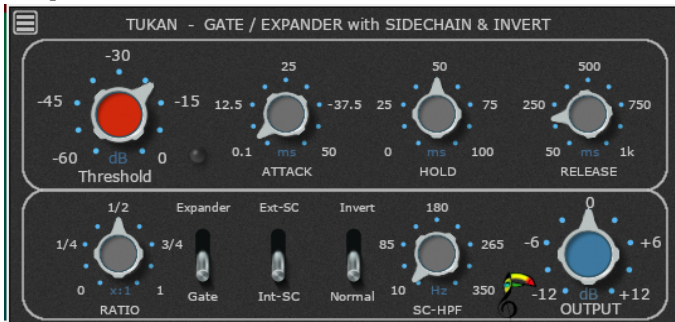 TUKAN - GATE / EXPANDER with SIDECHAIN & INVERT
-30
-45
-15
-60
dB
0
Threshold
25
12.5
-37.5
0.1
ms
50
ATTACK
50
25
75
0
ms
100
HOLD
500
250
750
50
ms
1k
RELEASE
1/2
1/4
3/4
0
x:1
1
RATIO
Expander
Gate
Ext-SC
Int-SC
Invert
Normal
180
85
265
10
Hz
350
SC-HPF
0
-6
+6
-12
dB
+12
OUTPUT